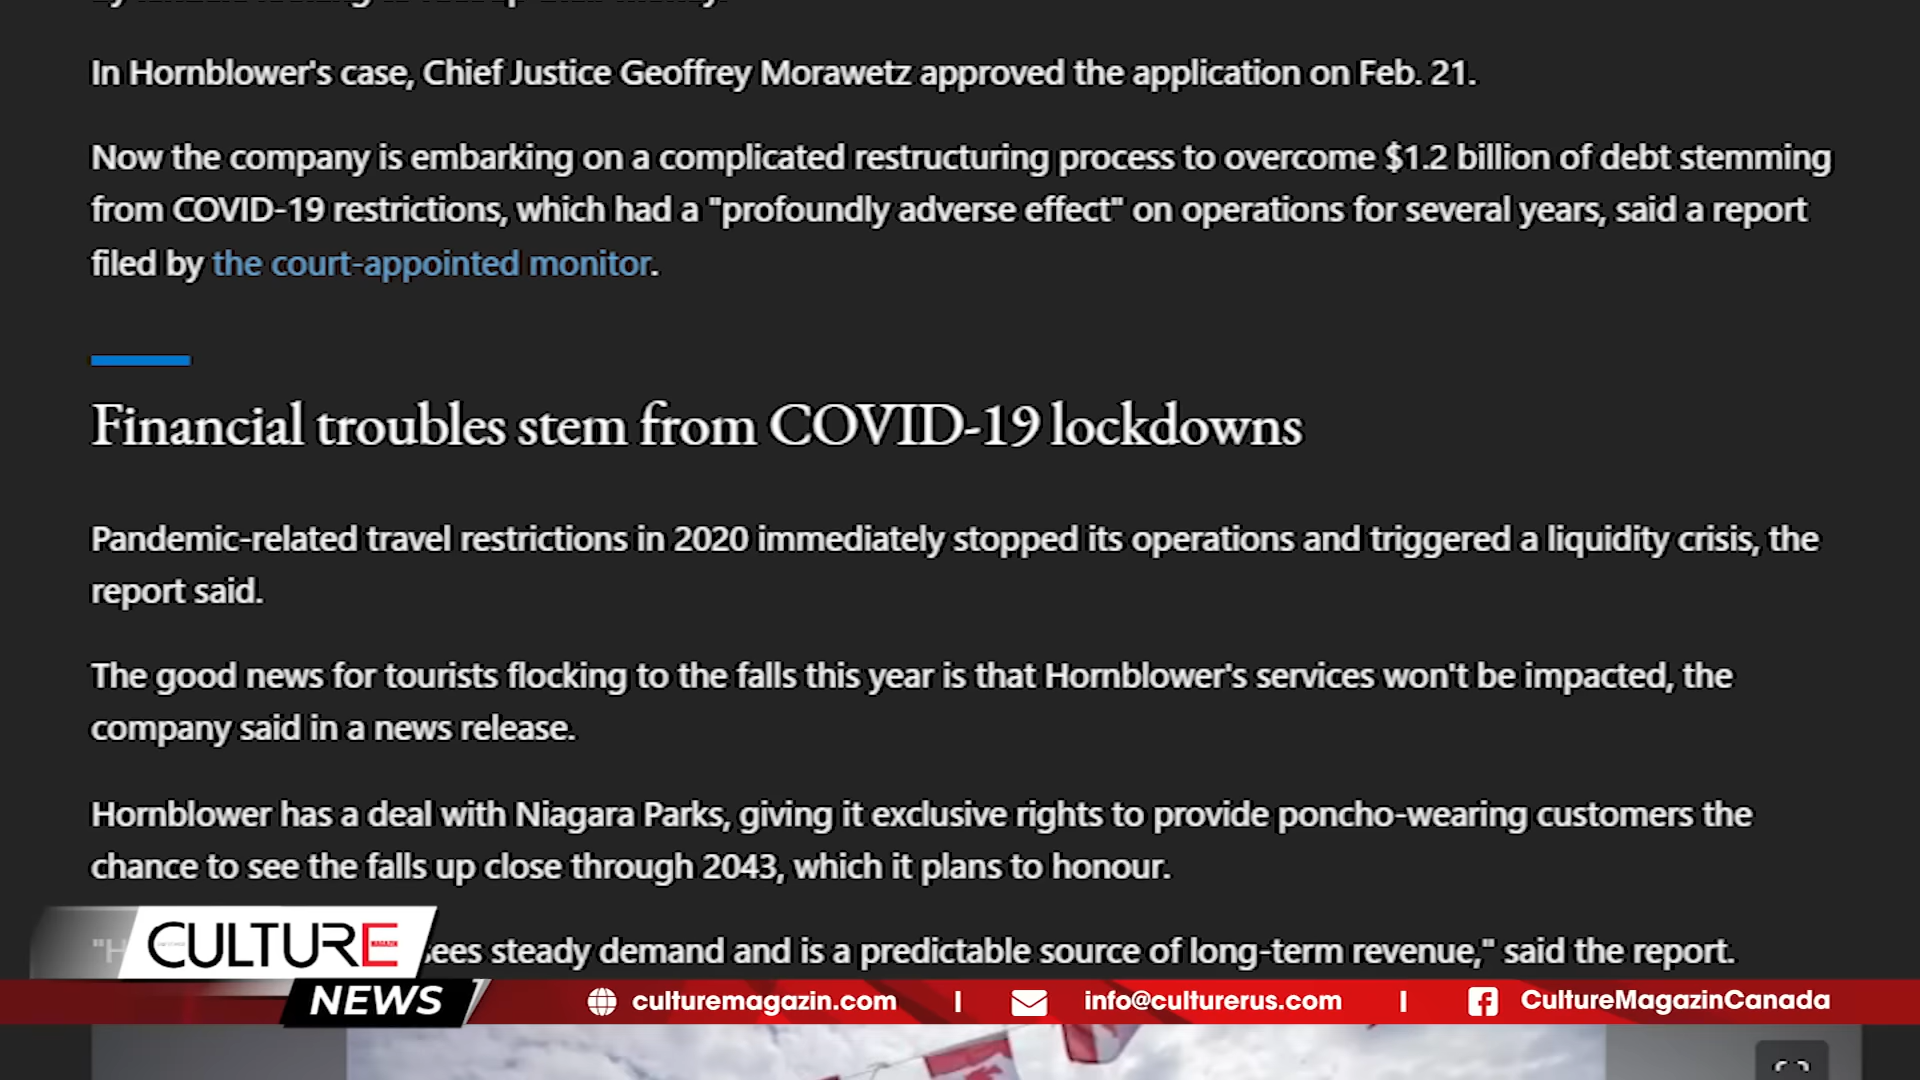 In Hornblower's case, Chief Justice Geoffrey Morawetz approved the application on Feb. 21.
Now the company is embarking on a complicated restructuring process to overcome $1.2 billion of debt stemming
from COVID-19 restrictions, which had a "profoundly adverse effect" on operations for several years, said a report
filed by the court-appointed monitor.
Financial troubles stem from COVID-19 lockdowns
Pandemic-related travel restrictions in 2020 immediately stopped its operations and triggered a liquidity crisis, the
report said.
The good news for tourists flocking to the falls this year is that Hornblower's services won't be impacted, the
company said in a news release.
Hornblower has a deal with Niagara Parks, giving it exclusive rights to provide poncho-wearing customers the
chance to see the falls up close through 2043, which it plans to honour.
sees steady demand and is a predictable source of long-term revenue," said the report.
CULTURE MAGAZIN
NEWS
culturemagazin.com | info@culturerus.com | CultureMagazinCanada